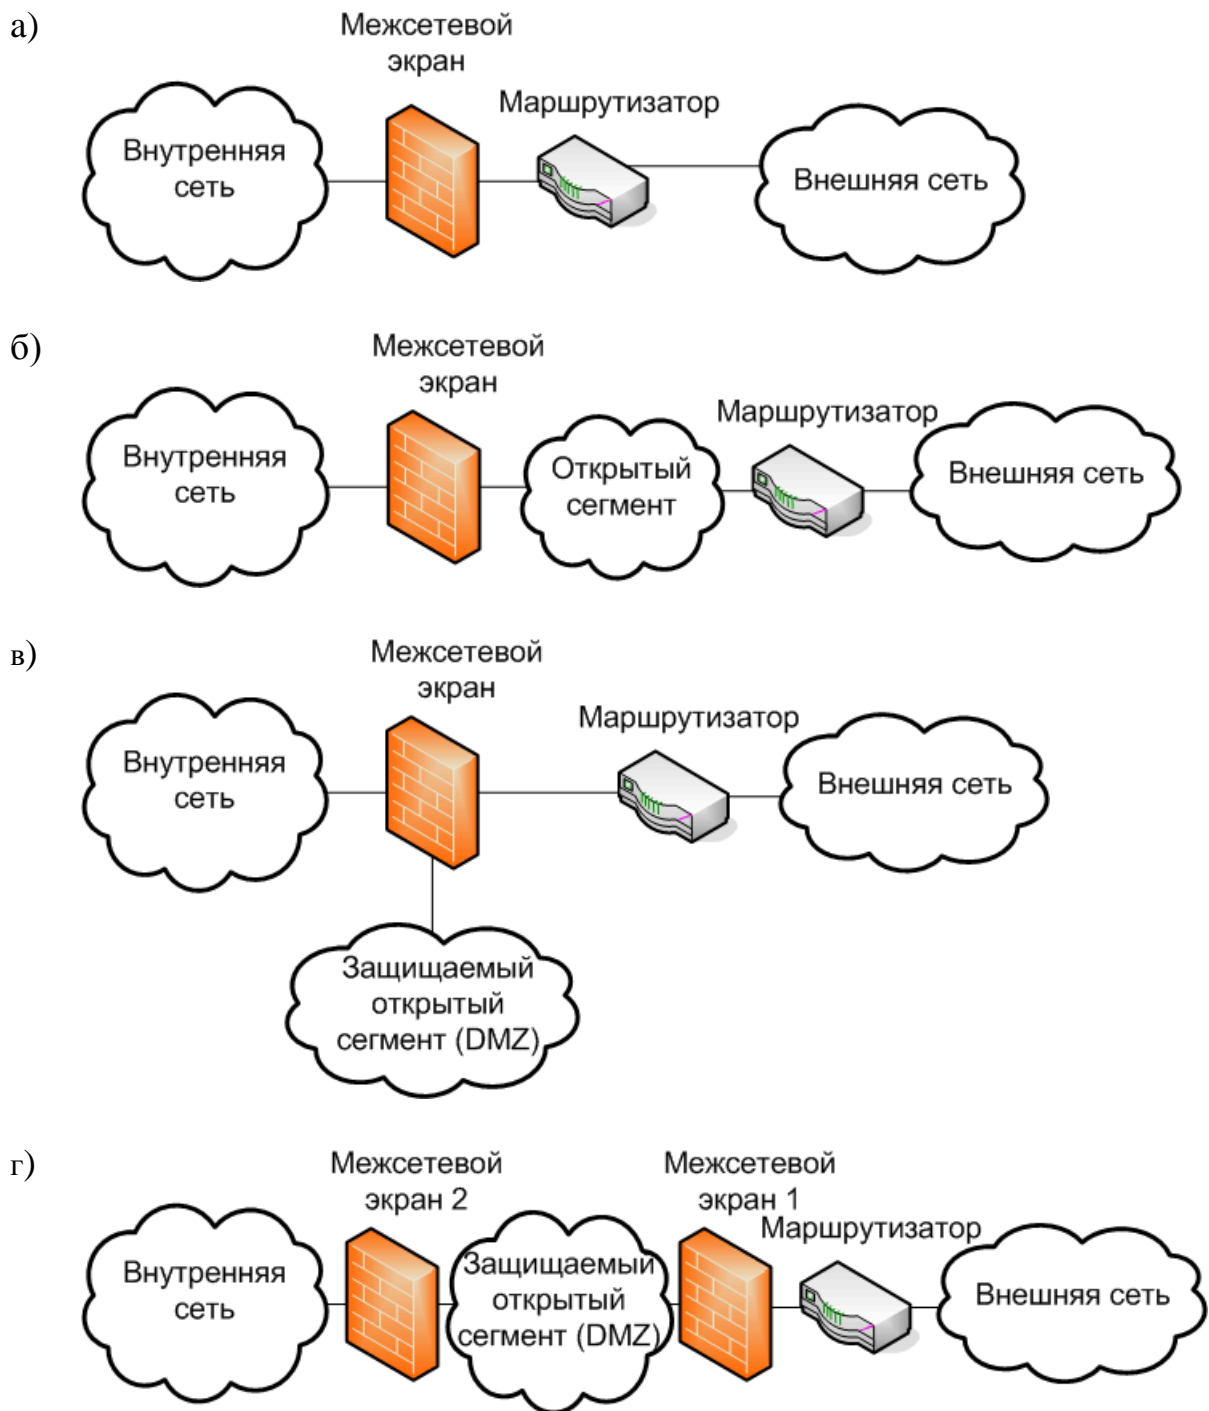 а)
Межсетевой
экран
Маршрутизатор
Внутренняя
сеть
Внешняя сеть
б)
Межсетевой
экран
Маршрутизатор
Внутренняя
сеть
Открытый
сегмент
Внешняя сеть
в)
Межсетевой
экран
Маршрутизатор
Внутренняя
сеть
Внешняя сеть
Защищаемый
открытый
сегмент (DMZ)
г)
Межсетевой
экран 2
Межсетевой
экран 1
Маршрутизатор
Внутренняя
сеть
Защищаемый
открытый
сегмент (DMZ)
Внешняя сеть